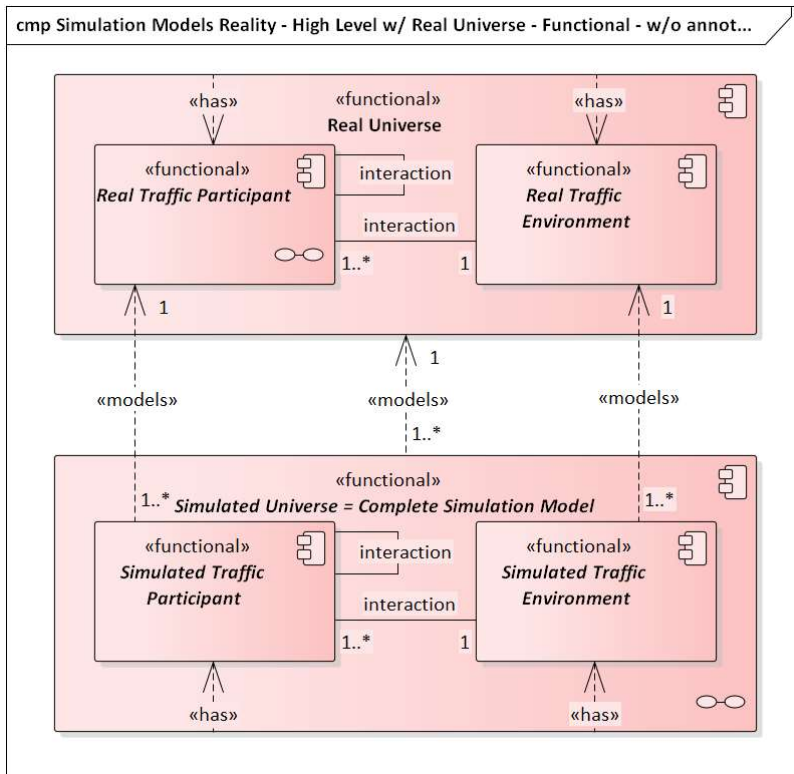 cmp Simulation Models Reality - High Level w/ Real Universe - Functional - w/o annot...
«functional»
Real Universe
«has»
«has»
«functional»
Real Traffic Participant
interaction
interaction
1..*
1
«functional»
Real Traffic
Environment
1
1
1
«models»
«models»
«models»
1..*
1..*
1..*
«functional»
Simulated Universe = Complete Simulation Model
«functional»
Simulated Traffic
Participant
interaction
interaction
1..*
1
«functional»
Simulated Traffic
Environment
«has»
«has»